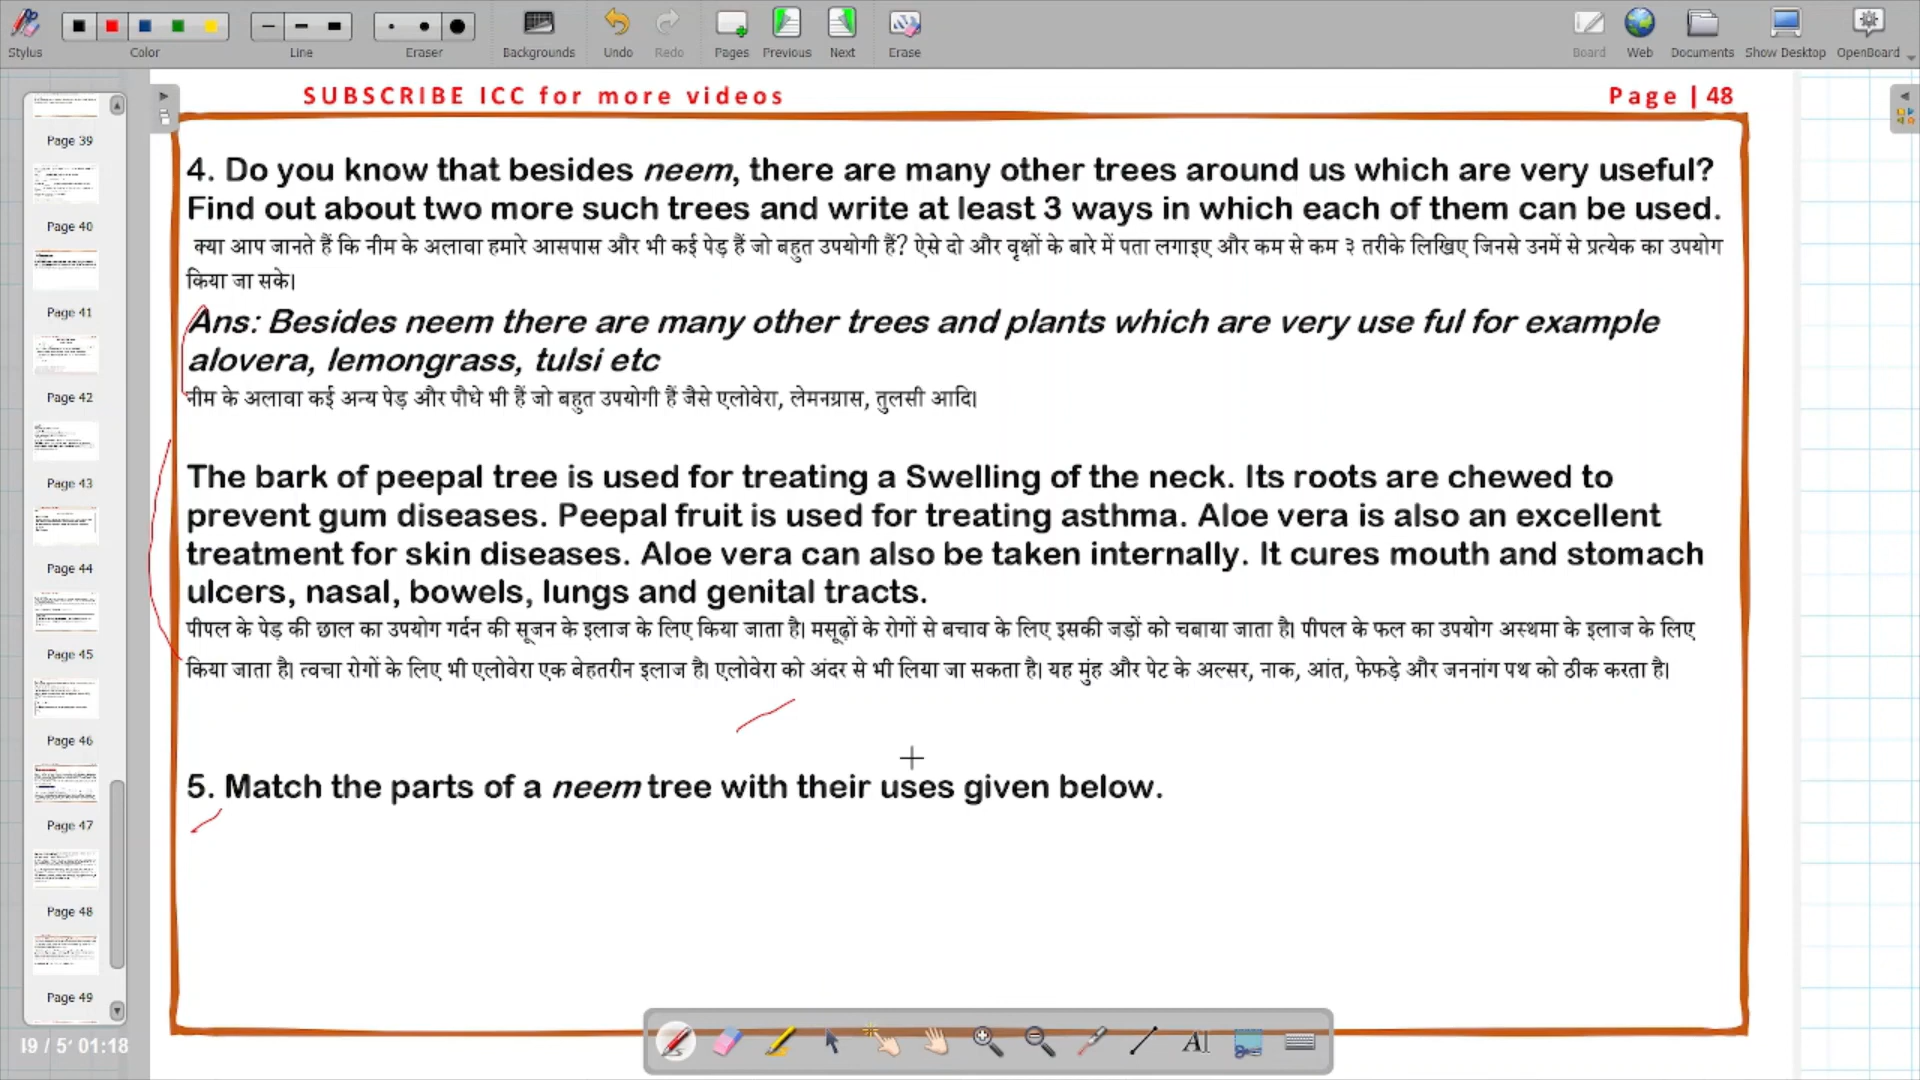 Stylus Color Line Eraser Backgrounds Undo Redo Pages Previous Next Erase Board Web Documents Show Desktop OpenBoard
SUBSCRIBE ICC for more videos
Page | 48
4. Do you know that besides neem, there are many other trees around us which are very useful?
Find out about two more such trees and write at least 3 ways in which each of them can be used.
क्या आप जानते हैं कि नीम के अलावा हमारे आसपास और भी कई पेड़ हैं जो बहुत उपयोगी हैं? ऐसे दो और वृक्षों के बारे में पता लगाइए और कम से कम ३ तरीके लिखिए जिनसे उनमें से प्रत्येक का उपयोग
किया जा सके।
Ans: Besides neem there are many other trees and plants which are very use ful for example
alovera, lemongrass, tulsi etc
नीम के अलावा कई अन्य पेड़ और पौधे भी हैं जो बहुत उपयोगी हैं जैसे एलोवेरा, लेमनग्रास, तुलसी आदि।
The bark of peepal tree is used for treating a Swelling of the neck. Its roots are chewed to
prevent gum diseases. Peepal fruit is used for treating asthma. Aloe vera is also an excellent
treatment for skin diseases. Aloe vera can also be taken internally. It cures mouth and stomach
ulcers, nasal, bowels, lungs and genital tracts.
पीपल के पेड़ की छाल का उपयोग गर्दन की सूजन के इलाज के लिए किया जाता है। मसूढ़ों के रोगों से बचाव के लिए इसकी जड़ों को चबाया जाता है। पीपल के फल का उपयोग अस्थमा के इलाज के लिए
किया जाता है। त्वचा रोगों के लिए भी एलोवेरा एक बेहतरीन इलाज है। एलोवेरा को अंदर से भी लिया जा सकता है। यह मुंह और पेट के अल्सर, नाक, आंत, फेफड़े और जननांग पथ को ठीक करता है।
5. Match the parts of a neem tree with their uses given below.
Page 39
Page 40
Page 41
Page 42
Page 43
Page 44
Page 45
Page 46
Page 47
Page 48
Page 49
01:18